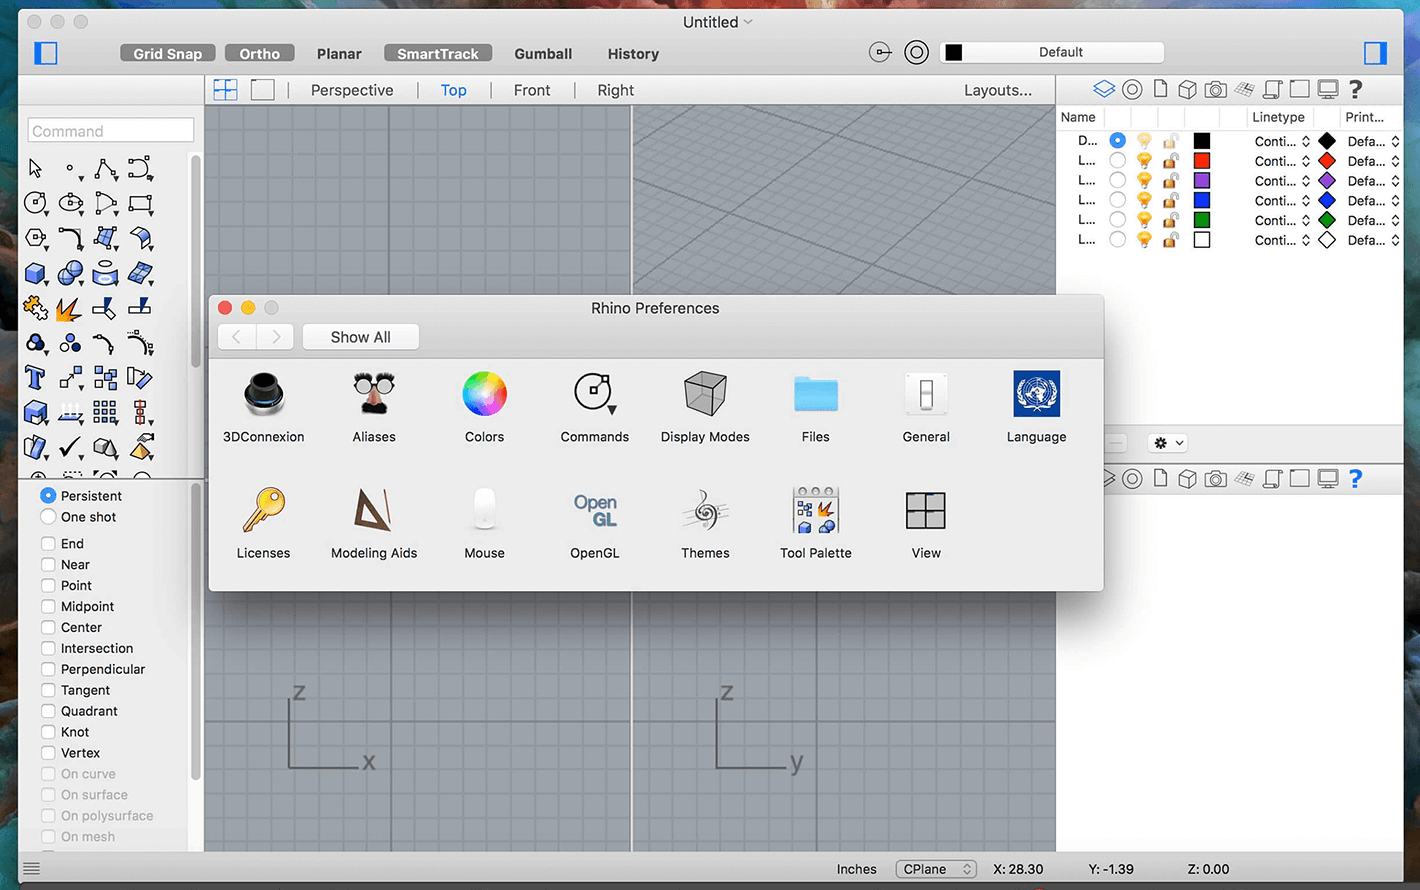 Untitled
Grid Snap Ortho Planar SmartTrack Gumball History Default
Perspective Top Front Right Layouts... ?
Command
Name Linetype Print...
D... Conti... Defa...
L... Conti... Defa...
L... Conti... Defa...
L... Conti... Defa...
L... Conti... Defa...
L... Conti... Defa...
Rhino Preferences
Show All
3DConnexion Aliases Colors Commands Display Modes Files General Language
Open
GL
Licenses Modeling Aids Mouse OpenGL Themes Tool Palette View
T
?
Persistent
One shot
End
Near
Point
Midpoint
Center
Intersection
Perpendicular
Tangent
Quadrant
Knot
Vertex
On curve
On surface
On polysurface
On mesh
z
x
z
y
Inches CPlane X: 28.30 Y: -1.39 Z: 0.00